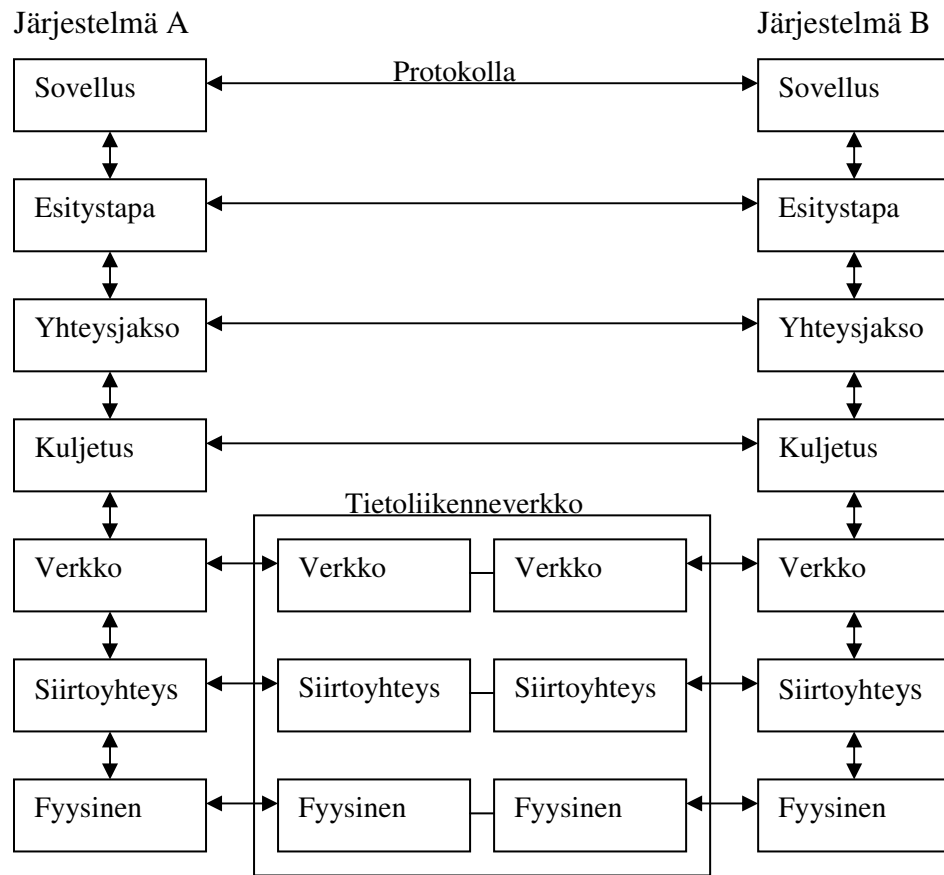 Järjestelmä A
Järjestelmä B
Sovellus
Protokolla
Sovellus
Esitystapa
Esitystapa
Yhteysjakso
Yhteysjakso
Kuljetus
Kuljetus
Tietoliikenneverkko
Verkko
Verkko
Verkko
Verkko
Siirtoyhteys
Siirtoyhteys
Siirtoyhteys
Siirtoyhteys
Fyysinen
Fyysinen
Fyysinen
Fyysinen